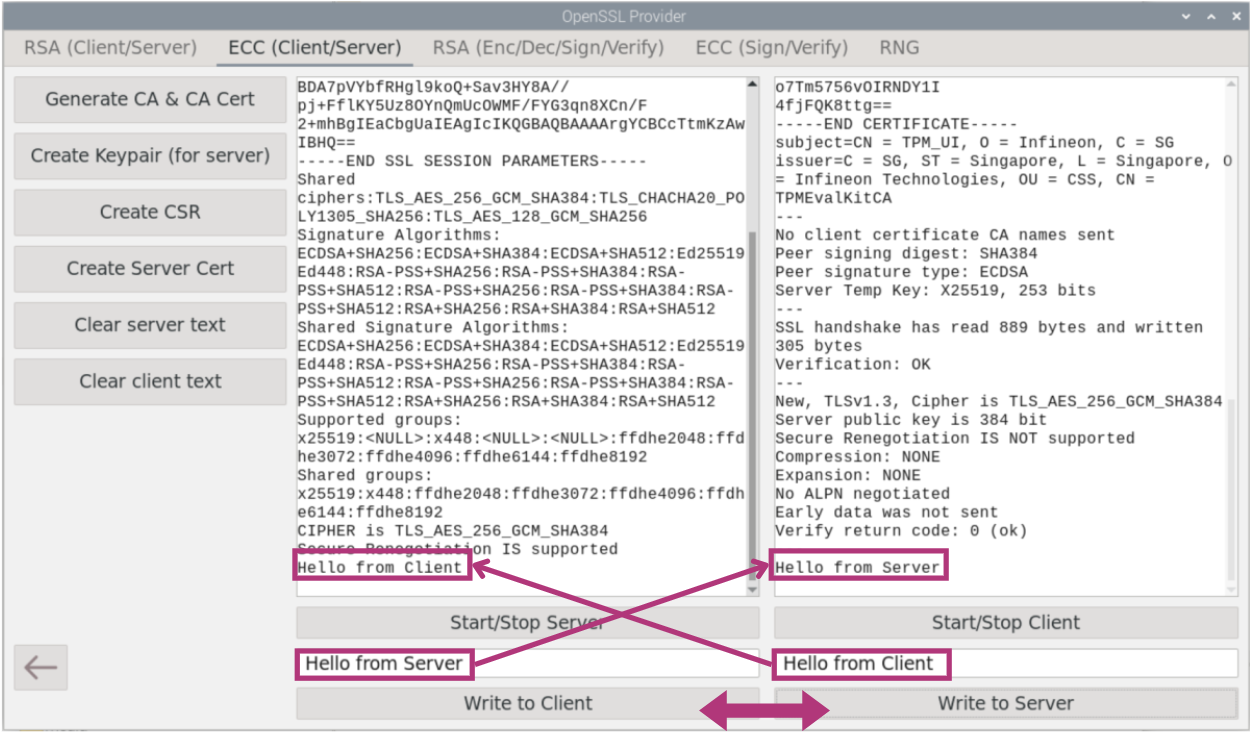 OpenSSL Provider
RSA (Client/Server)
ECC (Client/Server)
RSA (Enc/Dec/Sign/Verify)
ECC (Sign/Verify)
RNG
Generate CA & CA Cert
Create Keypair (for server)
Create CSR
Create Server Cert
Clear server text
Clear client text
BDA7pVYbfRHgl9koQ+Sav3HY8A//
pj+FflKY5Uz8OYnQmUcOWMF/FYG3qn8XCn/F
2+mhBgIEaCbgUaIEAgIcIKQGBAQBAAAArgYCBCcTtmKzAw
IBHQ==
-----END SSL SESSION PARAMETERS-----
Shared
ciphers:TLS_AES_256_GCM_SHA384:TLS_CHACHA20_PO
LY1305_SHA256:TLS_AES_128_GCM_SHA256
Signature Algorithms:
ECDSA+SHA256:ECDSA+SHA384:ECDSA+SHA512:Ed25519
Ed448:RSA-PSS+SHA256:RSA-PSS+SHA384:RSA-
PSS+SHA512:RSA-PSS+SHA256:RSA-PSS+SHA384:RSA-
PSS+SHA512:RSA+SHA256:RSA+SHA384:RSA+SHA512
Shared Signature Algorithms:
ECDSA+SHA256:ECDSA+SHA384:ECDSA+SHA512:Ed25519
Ed448:RSA-PSS+SHA256:RSA-PSS+SHA384:RSA-
PSS+SHA512:RSA-PSS+SHA256:RSA-PSS+SHA384:RSA-
PSS+SHA512:RSA+SHA256:RSA+SHA384:RSA+SHA512
Supported groups:
x25519:<NULL>:x448:<NULL>:<NULL>:ffdhe2048:ffd
he3072:ffdhe4096:ffdhe6144:ffdhe8192
Shared groups:
x25519:x448:ffdhe2048:ffdhe3072:ffdhe4096:ffdh
e6144:ffdhe8192
CIPHER is TLS_AES_256_GCM_SHA384
Secure Renegotiation IS supported
Hello from Client
Start/Stop Server
Hello from Server
Write to Client
o7Tm5756vOIRNDY1I
4fjFQK8ttg==
-----END CERTIFICATE-----
subject=CN = TPM_UI, O = Infineon, C = SG
issuer=C = SG, ST = Singapore, L = Singapore, O
= Infineon Technologies, OU = CSS, CN =
TPMEvalKitCA
---
No client certificate CA names sent
Peer signing digest: SHA384
Peer signature type: ECDSA
Server Temp Key: X25519, 253 bits
---
SSL handshake has read 889 bytes and written
305 bytes
Verification: OK
---
New, TLSv1.3, Cipher is TLS_AES_256_GCM_SHA384
Server public key is 384 bit
Secure Renegotiation IS NOT supported
Compression: NONE
Expansion: NONE
No ALPN negotiated
Early data was not sent
Verify return code: 0 (ok)
Hello from Server
Start/Stop Client
Hello from Client
Write to Server